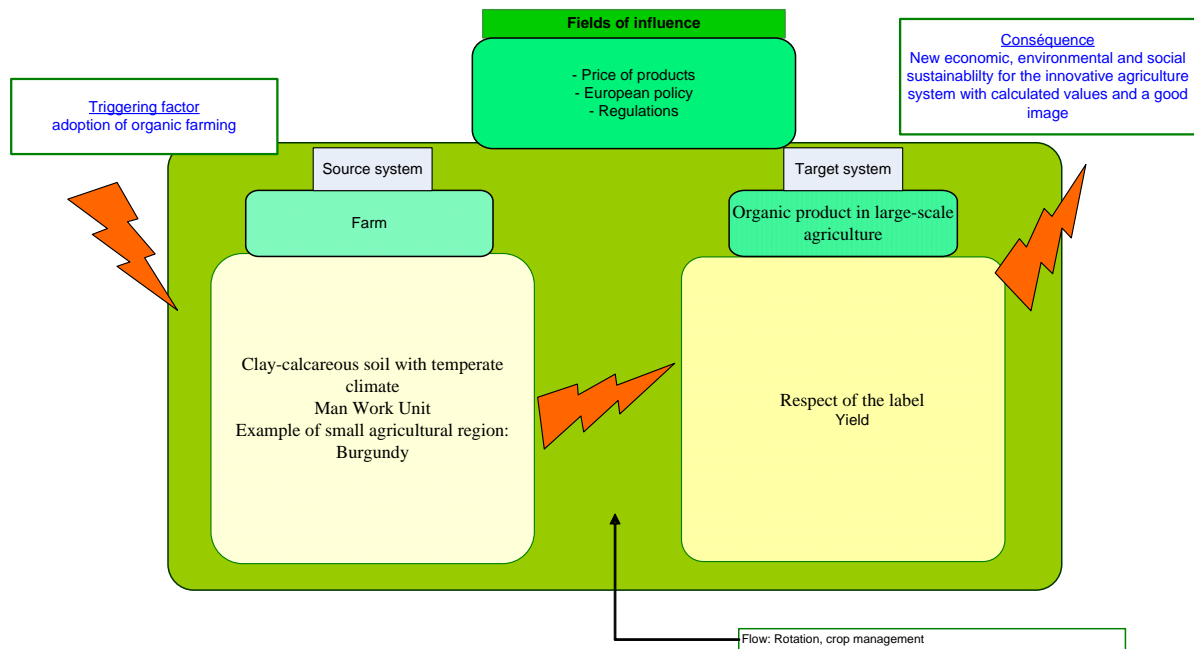 Fields of influence
- Price of products
- European policy
- Regulations
Triggering factor
adoption of organic farming
Conséquence
New economic, environmental and social
sustainablilty for the innovative agriculture
system with calculated values and a good
image
Source system
Farm
Clay-calcareous soil with temperate
climate
Man Work Unit
Example of small agricultural region:
Burgundy
Target system
Organic product in large-scale
agriculture
Respect of the label
Yield
Flow: Rotation, crop management